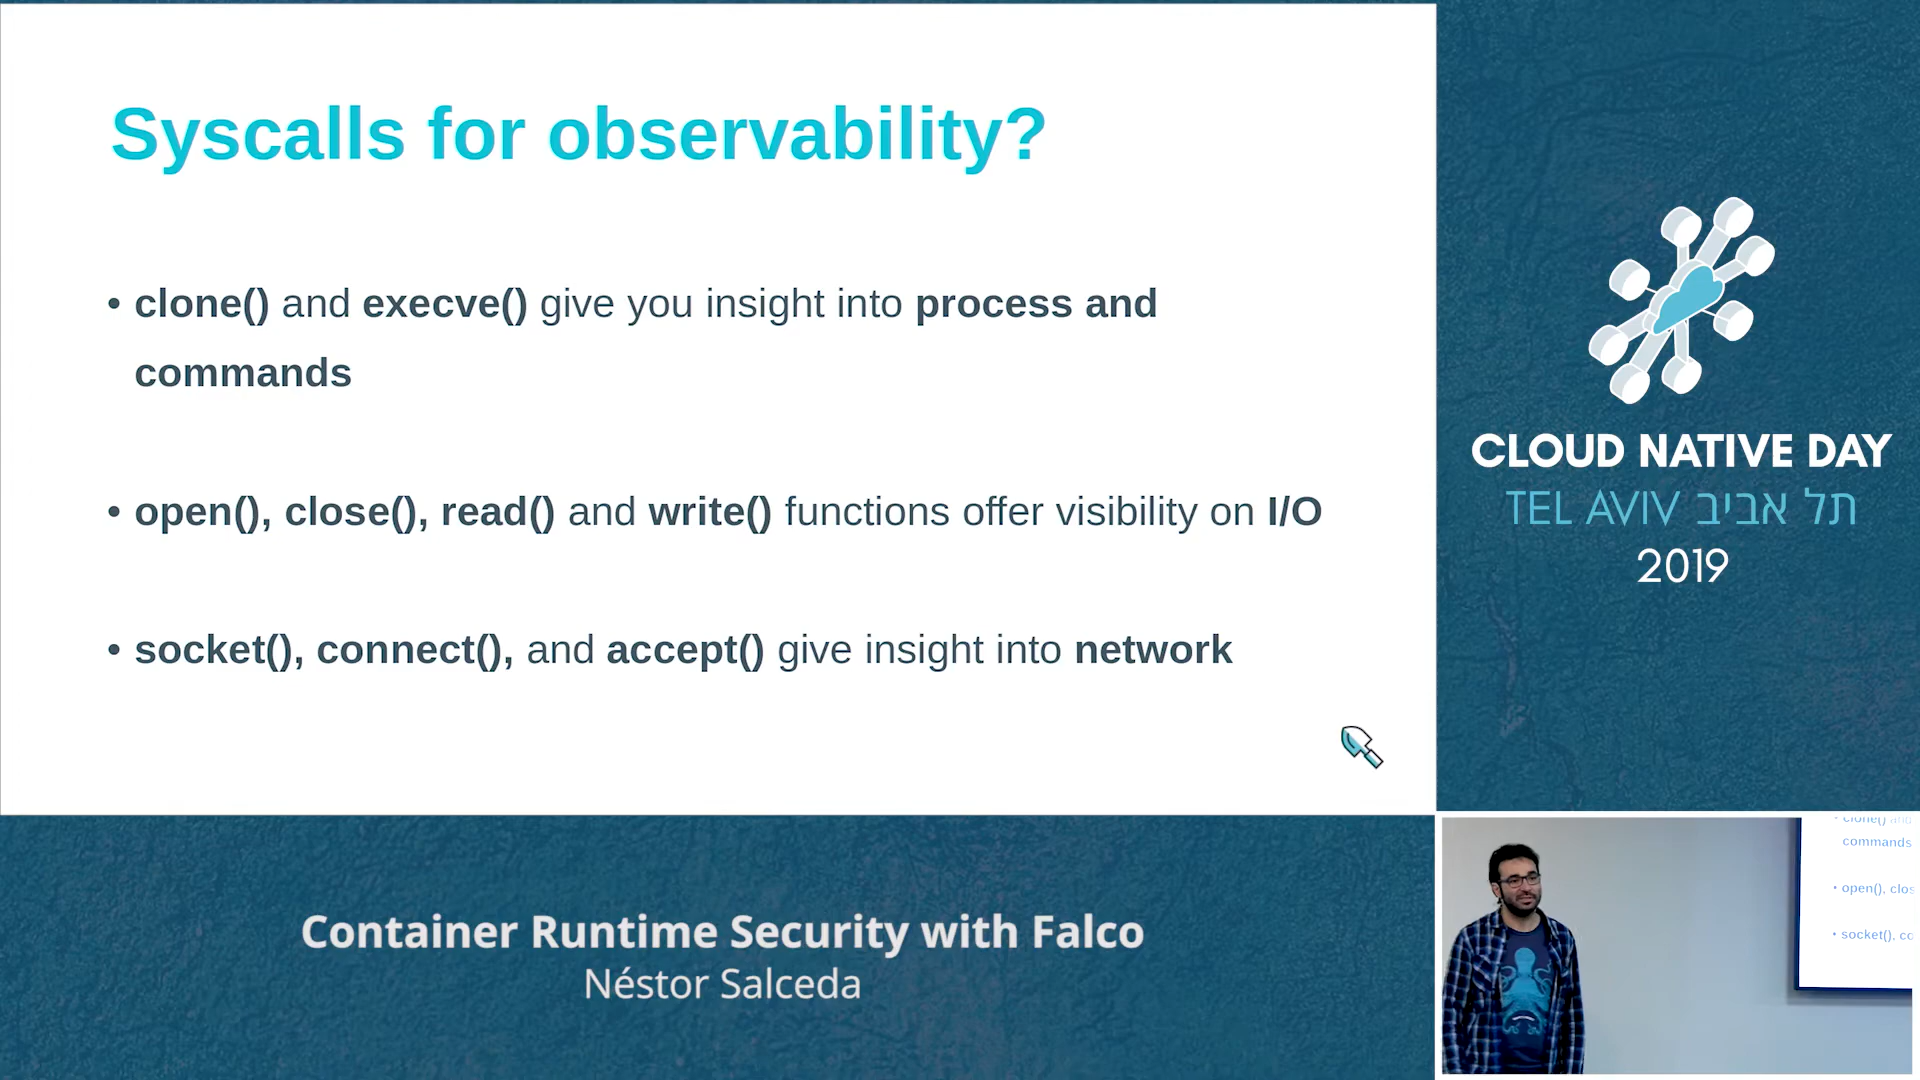 Syscalls for observability?
• clone() and execve() give you insight into process and
commands
• open(), close(), read() and write() functions offer visibility on I/O
• socket(), connect(), and accept() give insight into network
CLOUD NATIVE DAY
TEL AVIV תל אביב
2019
Container Runtime Security with Falco
Néstor Salceda
• clone() and
commands
• open(), clos
• socket(), co